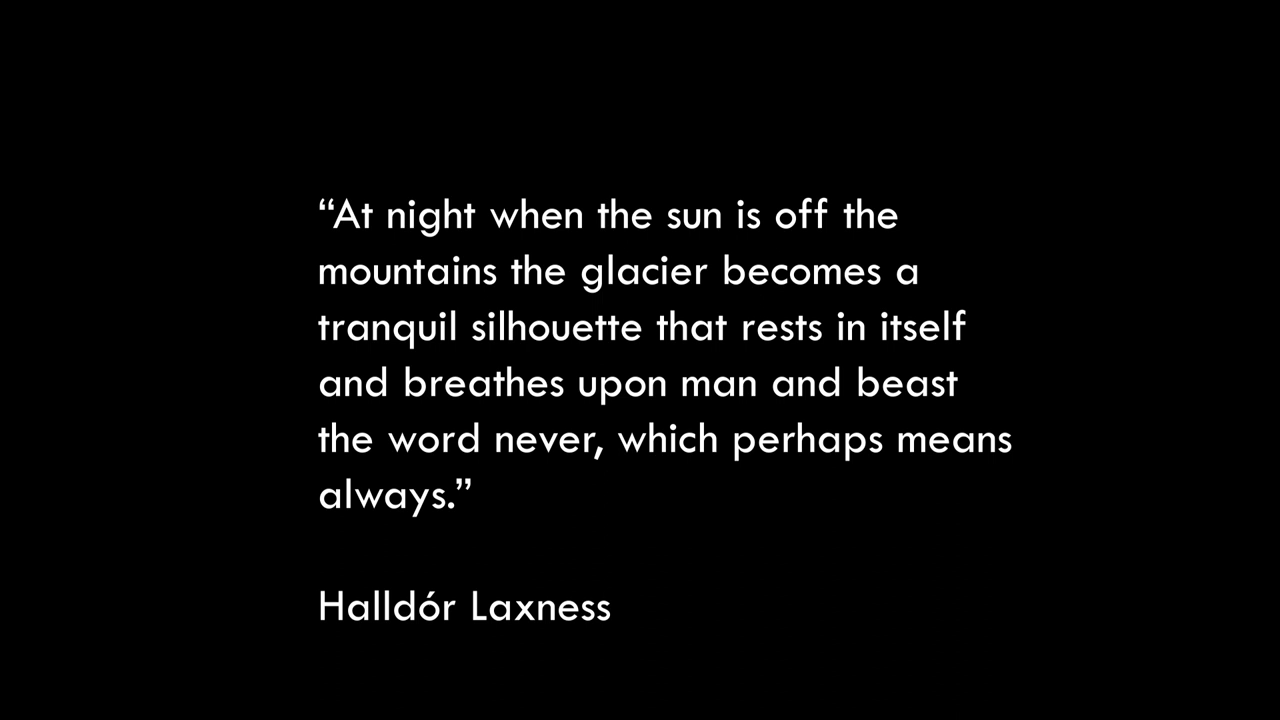 “At night when the sun is off the
mountains the glacier becomes a
tranquil silhouette that rests in itself
and breathes upon man and beast
the word never, which perhaps means
always.”
Halldór Laxness